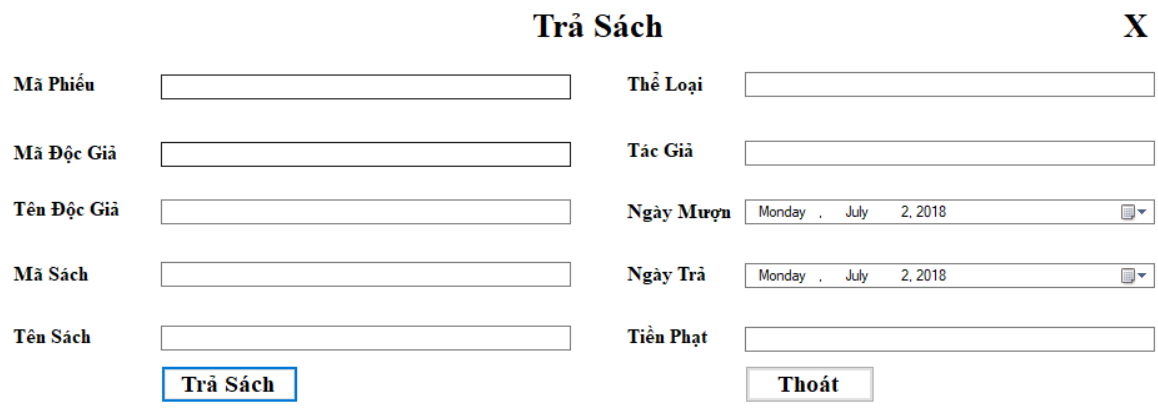 Trả Sách X
Mã Phiếu Thể Loại
Mã Độc Giả Tác Giả
Tên Độc Giả Ngày Mượn Monday , July 2, 2018
Mã Sách Ngày Trả Monday , July 2, 2018
Tên Sách Tiền Phạt
Trả Sách Thoát